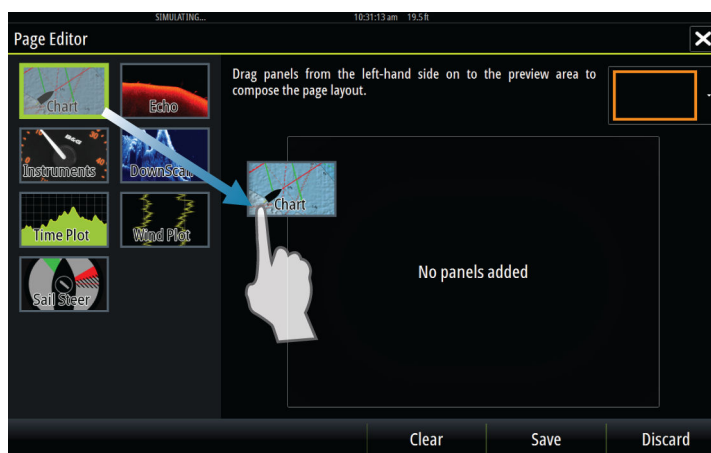 SIMULATING... 10:31:13 am 19.5 ft
Page Editor
Drag panels from the left-hand side on to the preview area to
compose the page layout.
Chart
Echo
B&G
Instruments
DownScan
Chart
Time Plot
Wind Plot
No panels added
Sail Steer
Clear Save Discard